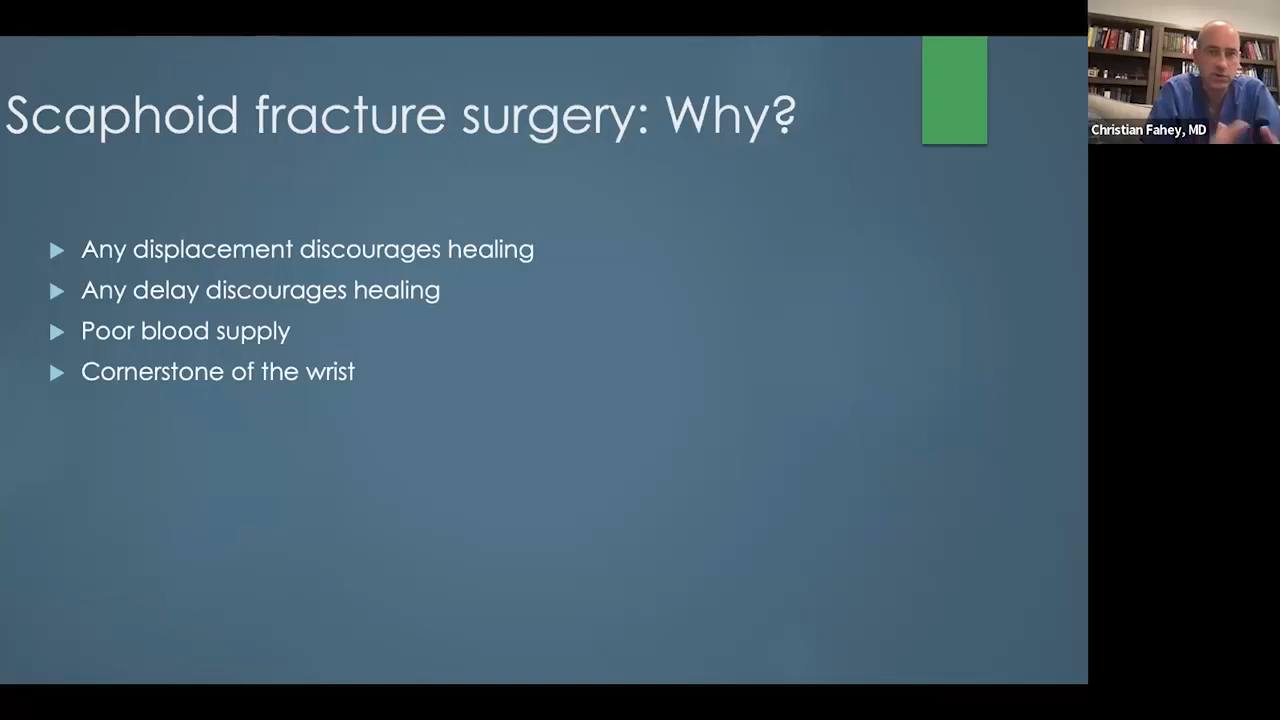 Scaphoid fracture surgery: Why?
Any displacement discourages healing
Any delay discourages healing
Poor blood supply
Cornerstone of the wrist
Christian Fahey, MD